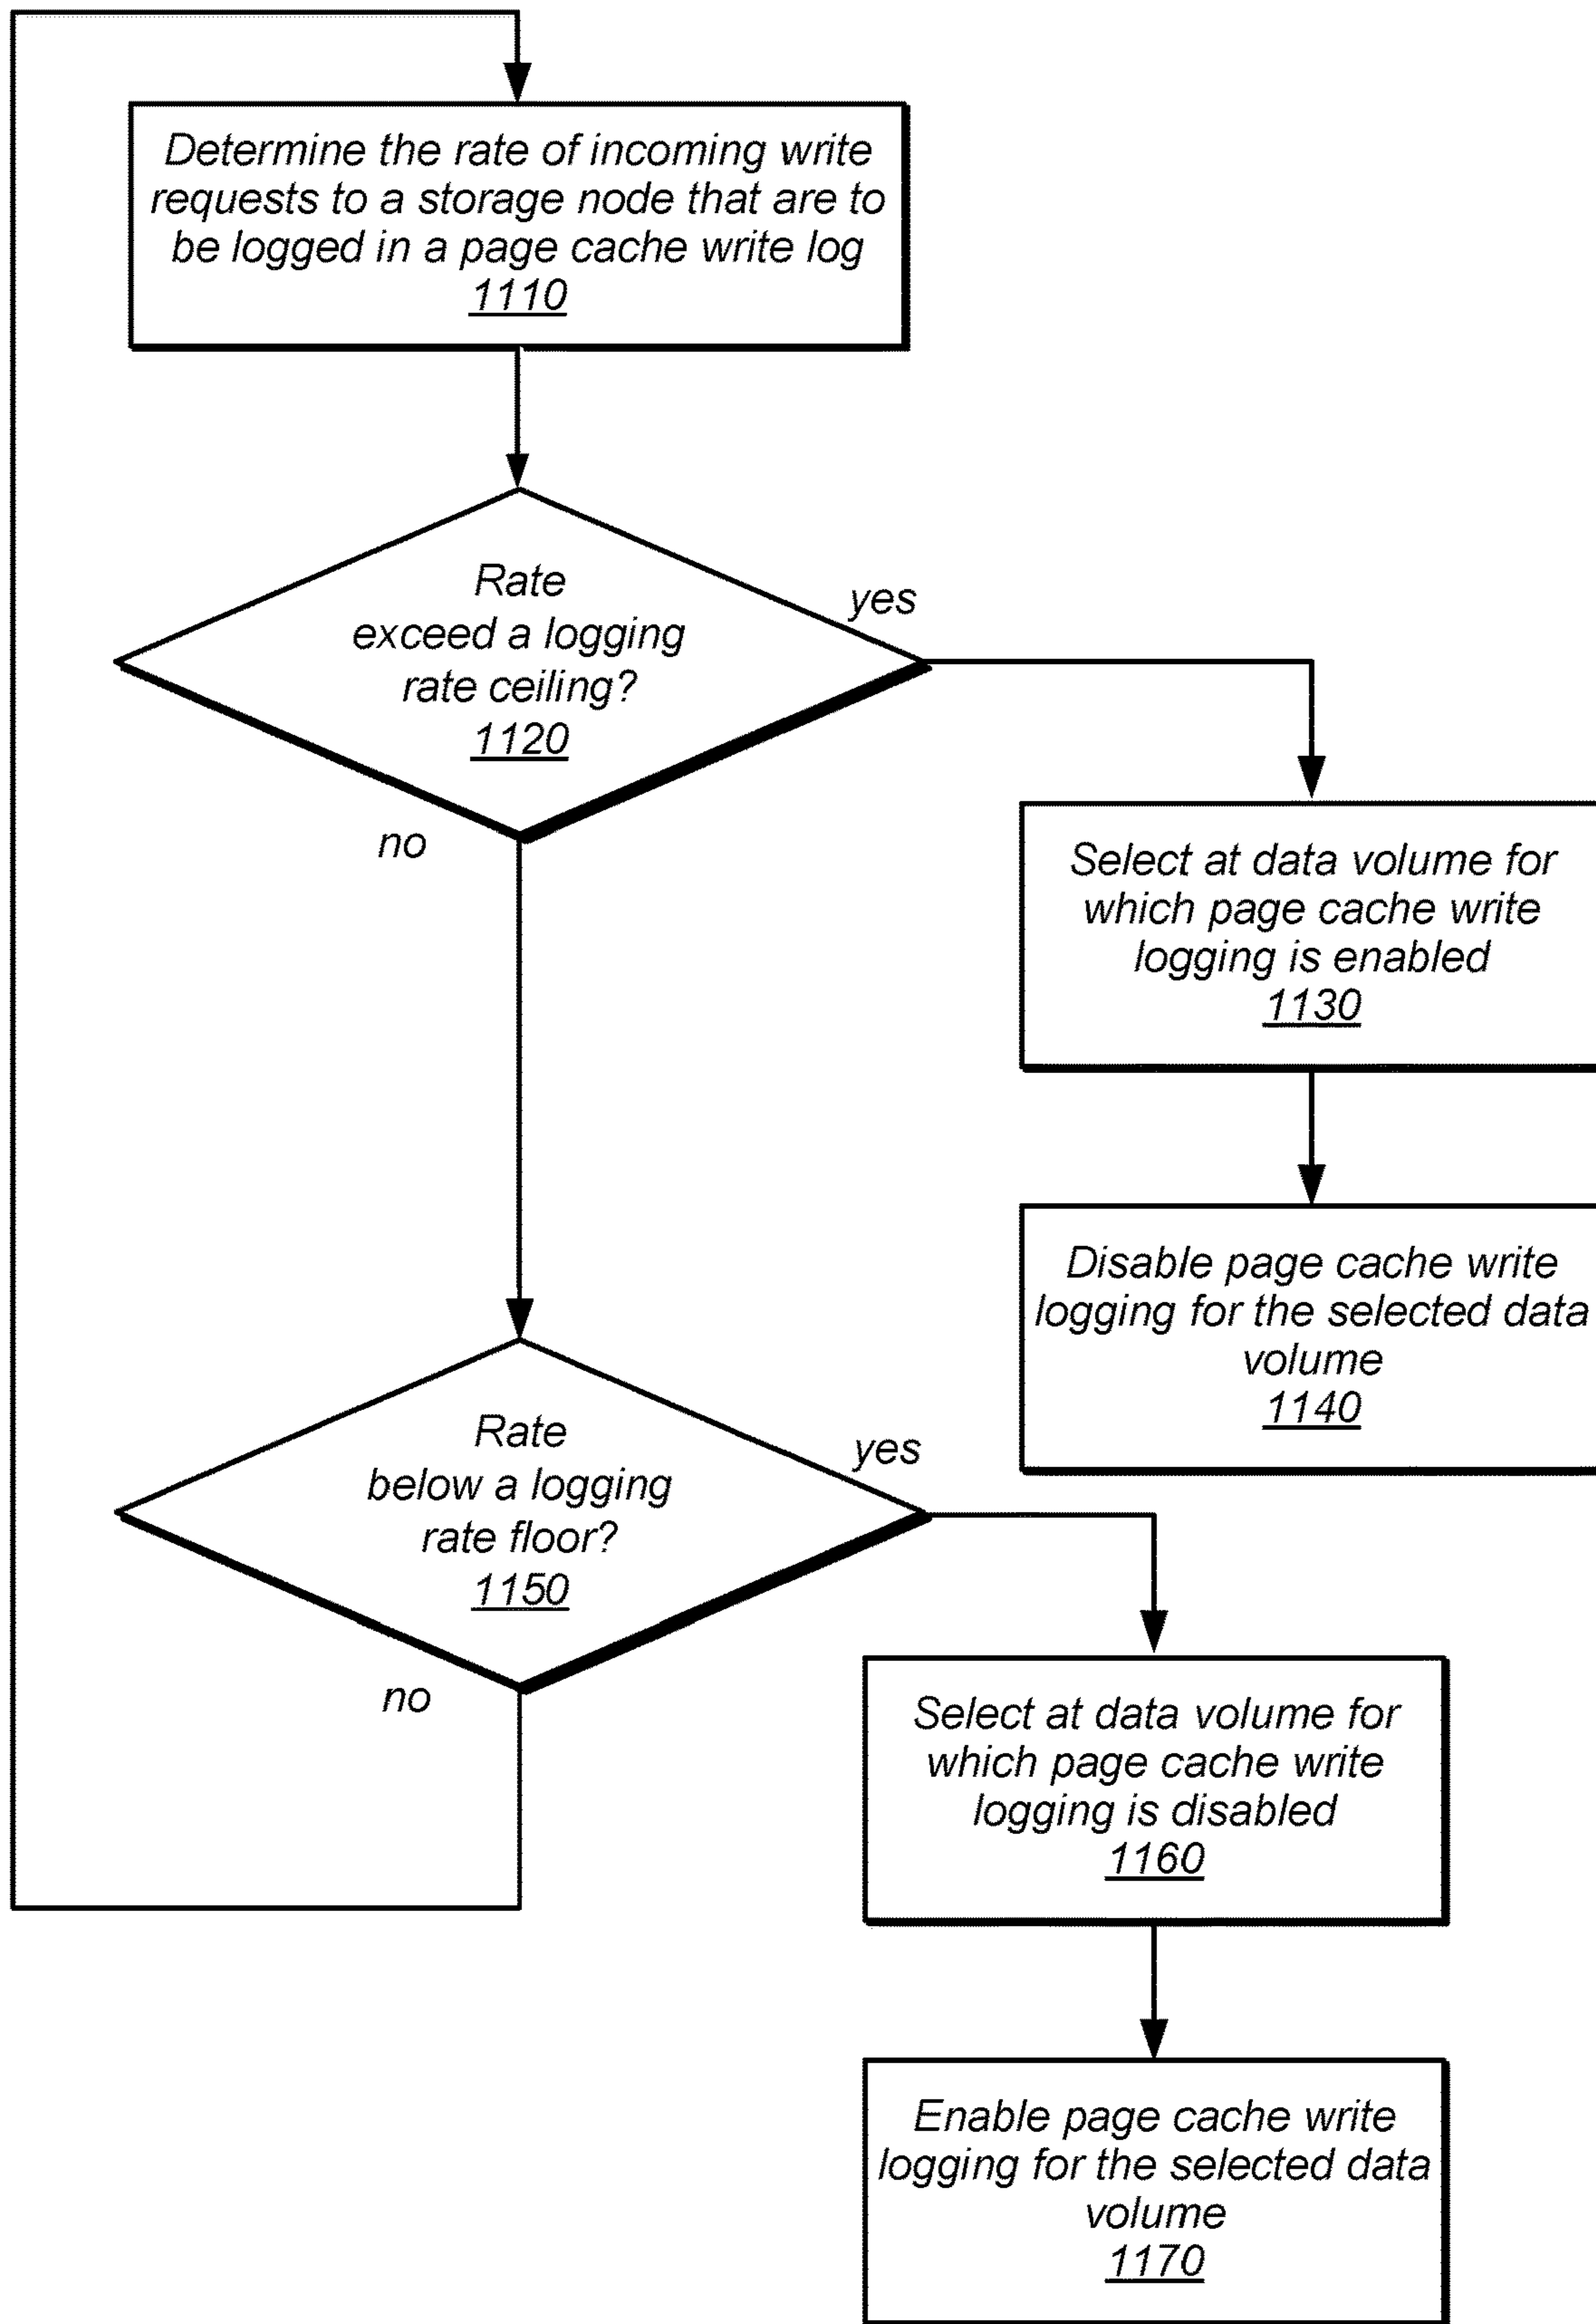 Determine the rate of incoming write
requests to a storage node that are to
be logged in a page cache write log
1110
Rate
exceed a logging
rate ceiling?
1120
yes
no
Select at data volume for
which page cache write
logging is enabled
1130
Disable page cache write
logging for the selected data
volume
1140
Rate
below a logging
rate floor?
1150
yes
no
Select at data volume for
which page cache write
logging is disabled
1160
Enable page cache write
logging for the selected data
volume
1170